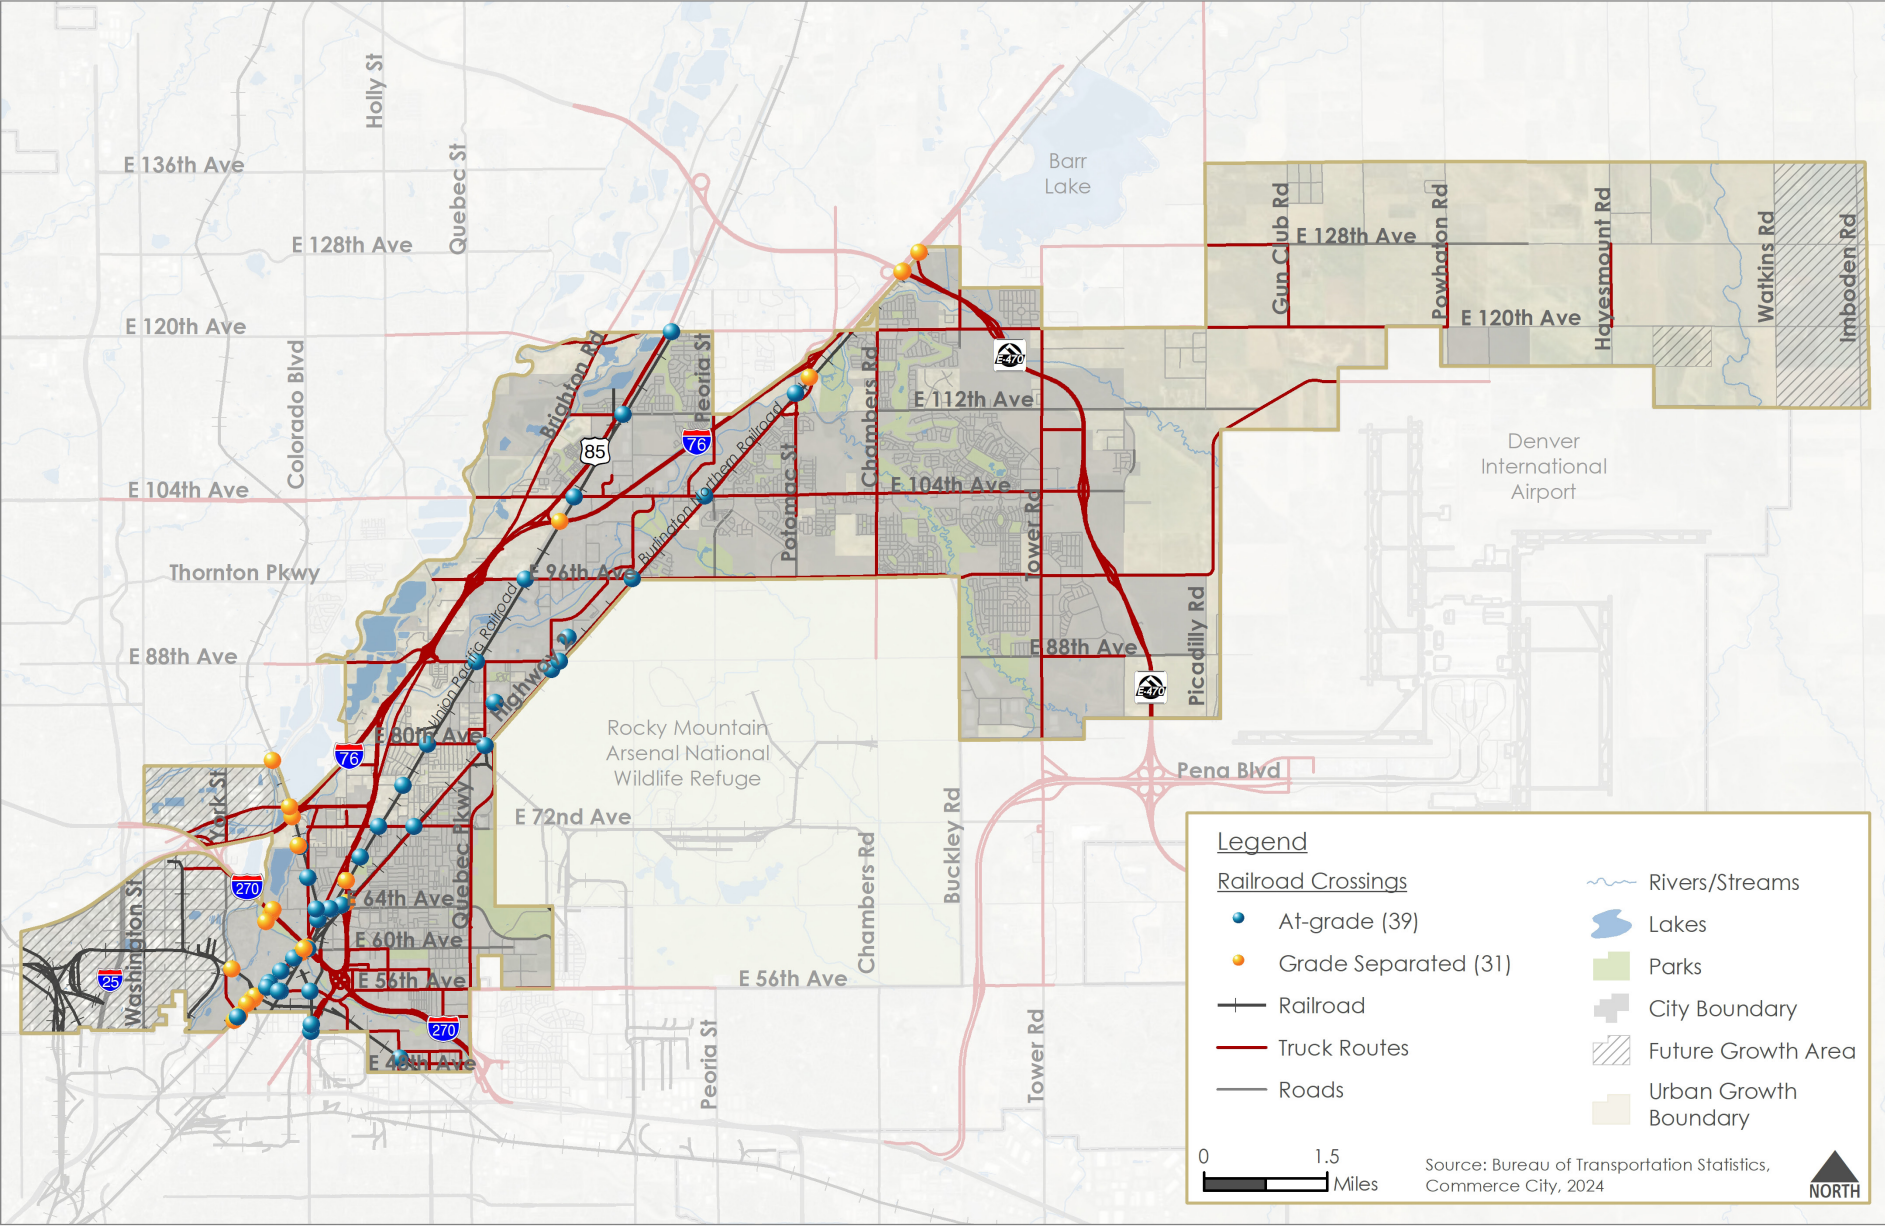 Holly St
Quebec St
E 136th Ave
Barr
Lake
E 128th Ave
Gun Club Rd
E 128th Ave
Powhaton Rd
Hayesmount Rd
Watkins Rd
Imboden Rd
E 120th Ave
E 120th Ave
Colorado Blvd
Brighton Rd
Peoria St
Chambers Rd
E-470
E 112th Ave
85
76
Burlington Northern Railroad
Potomac St
Denver
International
Airport
E 104th Ave
E 104th Ave
Tower Rd
Thornton Pkwy
E 96th Ave
Union Pacific Railroad
E 88th Ave
E 88th Ave
Picadilly Rd
Highway 2
E-470
Rocky Mountain
Arsenal National
Wildlife Refuge
E 80th Ave
76
Pena Blvd
York St
Quebec Pkwy
E 72nd Ave
Buckley Rd
Chambers Rd
270
E 64th Ave
Washington St
E 60th Ave
25
E 56th Ave
E 56th Ave
270
E 48th Ave
Peoria St
Tower Rd
Legend
Railroad Crossings
At-grade (39)
Grade Separated (31)
Railroad
Truck Routes
Roads
Rivers/Streams
Lakes
Parks
City Boundary
Future Growth Area
Urban Growth
Boundary
0 1.5
Miles
Source: Bureau of Transportation Statistics,
Commerce City, 2024
NORTH